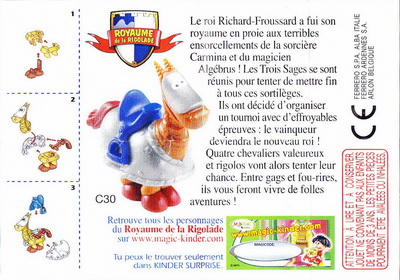 1
2
3
ROYAUME
de la RIGOLADE
Le roi Richard-Froussard a fui son
royaume en proie aux terribles
ensorcellements de la sorcière
Carmina et du magicien
Algébrus ! Les Trois Sages se sont
réunis pour tenter de mettre fin
à tous ces sortilèges.
Ils ont décidé d'organiser
un tournoi avec d'effroyables
épreuves : le vainqueur
deviendra le nouveau roi !
Quatre chevaliers valeureux
et rigolos vont alors tenter leur
chance. Entre gags et fou-rires,
ils vous feront vivre de folles
aventures !
C30
Retrouve tous les personnages
du Royaume de la Rigolade
sur www.magic-kinder.com
Tu peux le trouver seulement
dans KINDER SURPRISE.
www.magic-kinder.com
MAGICODE
FERRERO S.P.A. ALBA ITALIE
FERRERO ARDENNES S.A.
ARLON BELGIQUE
CE
ATTENTION, A LIRE ET A CONSERVER:
JOUET NE CONVENANT PAS AUX ENFANTS
DE MOINS DE 3 ANS. LES PETITES PIECES
POURRAIENT ÊTRE AVALÉES OU INHALÉES.